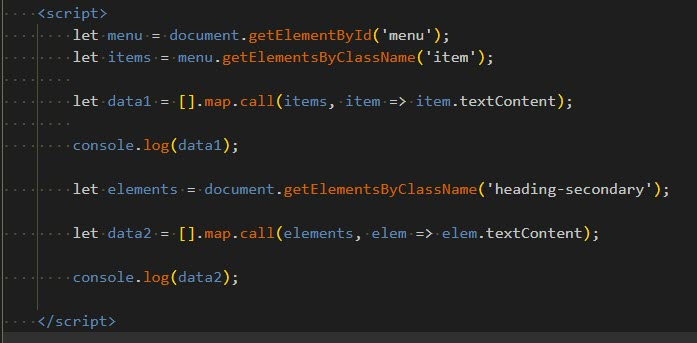 <script>
let menu = document.getElementById('menu');
let items = menu.getElementsByClassName('item');
let data1 = [].map.call(items, item => item.textContent);
console.log(data1);
let elements = document.getElementsByClassName('heading-secondary');
let data2 = [].map.call(elements, elem => elem.textContent);
console.log(data2);
</script>